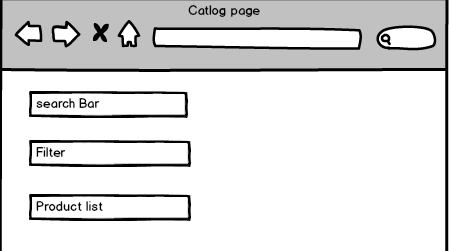 Catlog page
search Bar
Filter
Product list